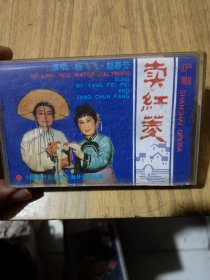 演唱 杨飞飞·赵春芳
SELLING RED WATER CALTROPS
SUNG
BY YANG FEI FEI
AND
ZHAO CHUN FANG
卖红菱
沪剧 SHANGHAI OPERA